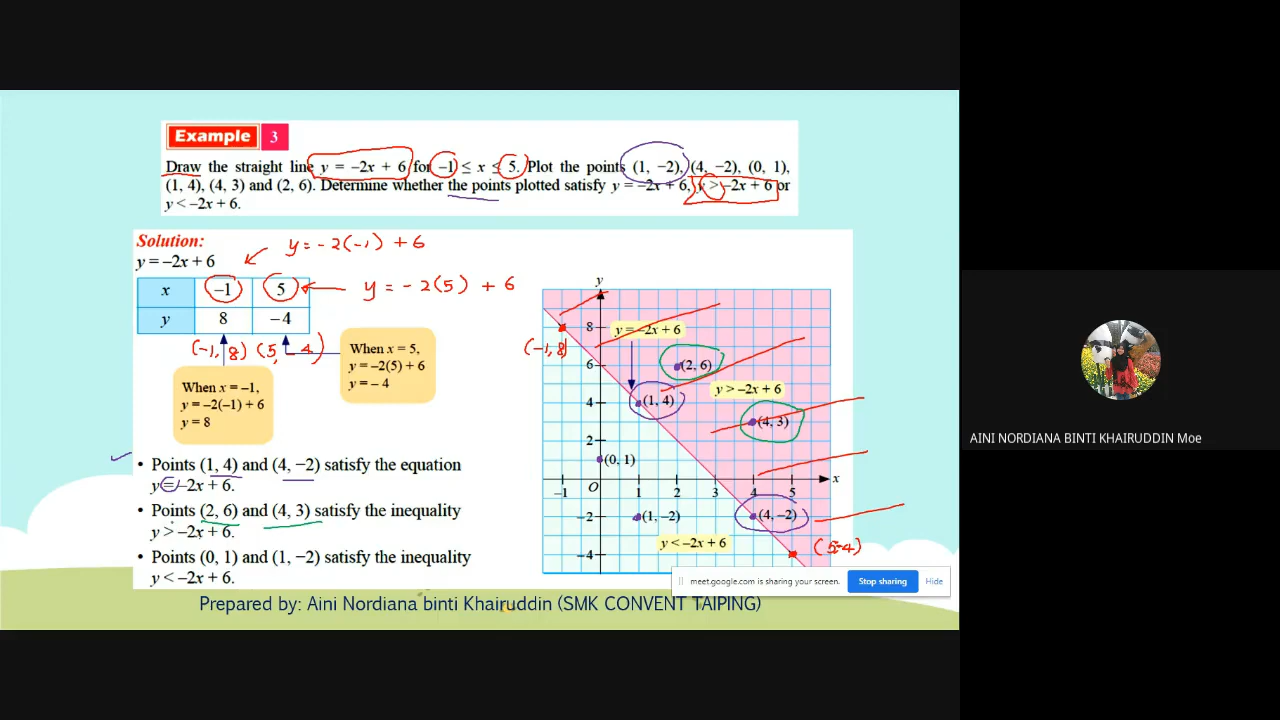 Example 3
Draw the straight line y = −2x + 6 for −1 ≤ x ≤ 5. Plot the points (1, −2), (4, −2), (0, 1),
(1, 4), (4, 3) and (2, 6). Determine whether the points plotted satisfy y = −2x + 6, y > −2x + 6 or
y < −2x + 6.
Solution:
y = −2x + 6
y = -2(-1) + 6
x −1 5
y = -2(5) + 6
y 8 −4
(-1, 8) (5, -4)
When x = 5,
y = −2(5) + 6
y = − 4
When x = −1,
y = −2(−1) + 6
y = 8
• Points (1, 4) and (4, −2) satisfy the equation
y = −2x + 6.
• Points (2, 6) and (4, 3) satisfy the inequality
y > −2x + 6.
• Points (0, 1) and (1, −2) satisfy the inequality
y < −2x + 6.
y
8
y = −2x + 6
(-1, 8)
6
(2, 6)
y > −2x + 6
4
(1, 4)
(4, 3)
2
(0, 1)
−1 O 1 2 3 4 5 x
−2
(1, −2)
(4, −2)
y < −2x + 6
−4
(5-4)
meet.google.com is sharing your screen. Stop sharing Hide
Prepared by: Aini Nordiana binti Khairuddin (SMK CONVENT TAIPING)
AINI NORDIANA BINTI KHAIRUDDIN Moe